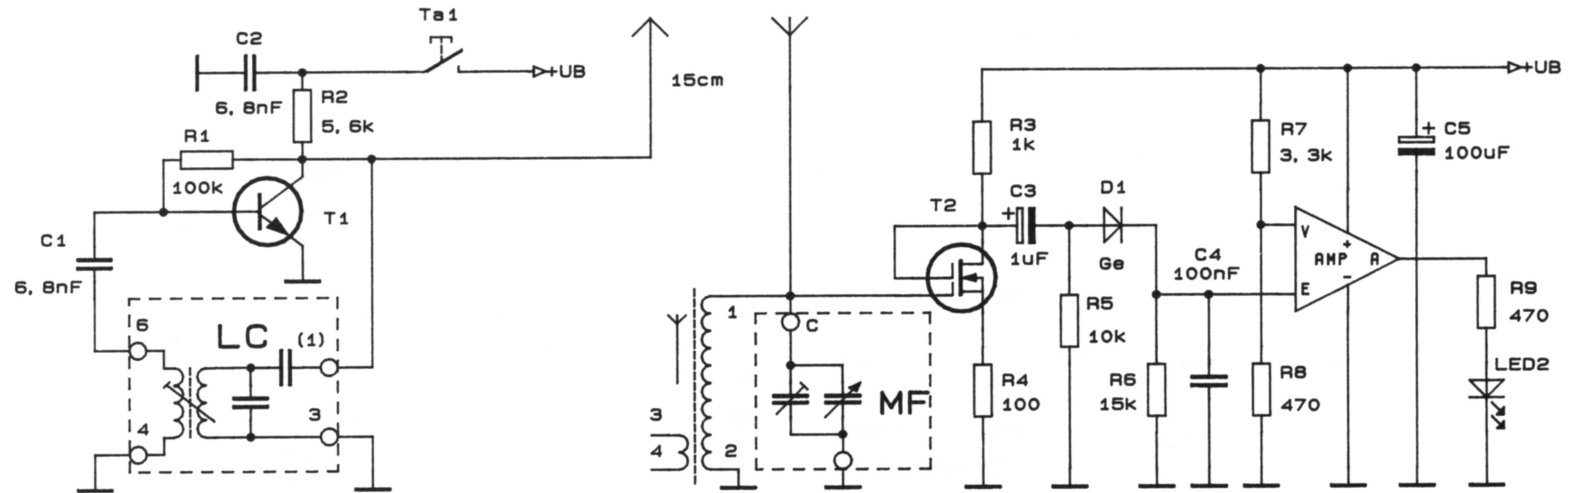 Ta1
C2
+UB
6,8nF
R2
5,6k
15cm
R1
100k
T1
C1
6,8nF
6
LC
(1)
4
3
+UB
R3
1k
R7
3,3k
+
C5
100uF
T2
C3
+
1uF
D1
Ge
C4
100nF
V
+
AMP
A
-
E
R5
10k
R9
470
1
C
R4
100
MF
R6
15k
R8
470
LED2
3
4
2